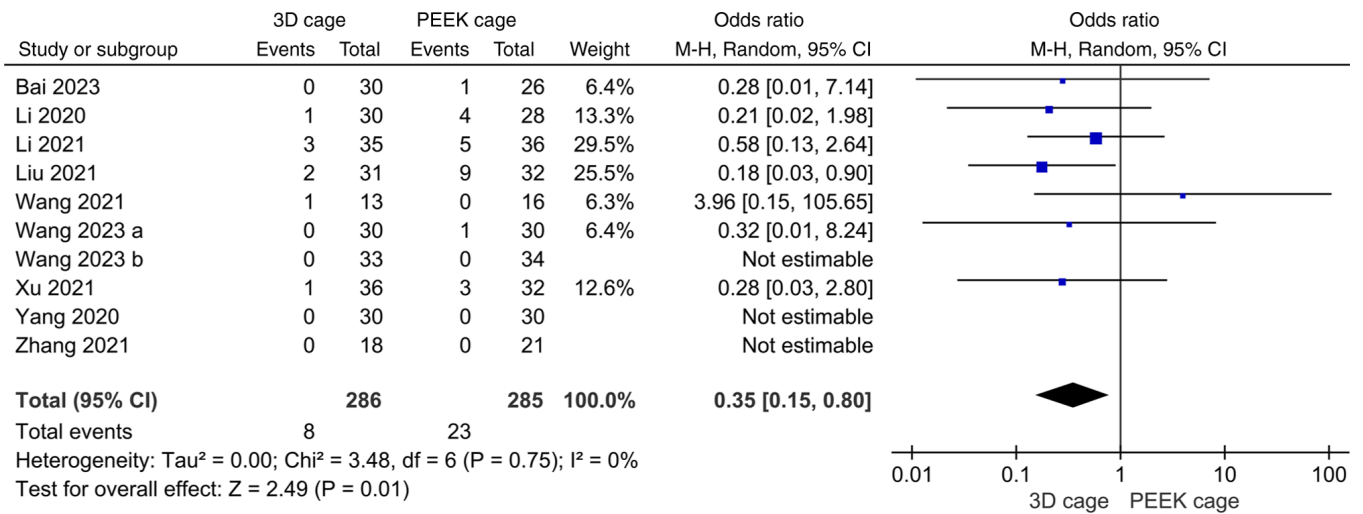 3D cage PEEK cage Odds ratio Odds ratio
Study or subgroup Events Total Events Total Weight M-H, Random, 95% CI M-H, Random, 95% CI
Bai 2023 0 30 1 26 6.4% 0.28 [0.01, 7.14]
Li 2020 1 30 4 28 13.3% 0.21 [0.02, 1.98]
Li 2021 3 35 5 36 29.5% 0.58 [0.13, 2.64]
Liu 2021 2 31 9 32 25.5% 0.18 [0.03, 0.90]
Wang 2021 1 13 0 16 6.3% 3.96 [0.15, 105.65]
Wang 2023 a 0 30 1 30 6.4% 0.32 [0.01, 8.24]
Wang 2023 b 0 33 0 34 Not estimable
Xu 2021 1 36 3 32 12.6% 0.28 [0.03, 2.80]
Yang 2020 0 30 0 30 Not estimable
Zhang 2021 0 18 0 21 Not estimable
Total (95% CI) 286 285 100.0% 0.35 [0.15, 0.80]
Total events 8 23
Heterogeneity: Tau² = 0.00; Chi² = 3.48, df = 6 (P = 0.75); I² = 0%
Test for overall effect: Z = 2.49 (P = 0.01)
0.01 0.1 1 10 100
3D cage PEEK cage